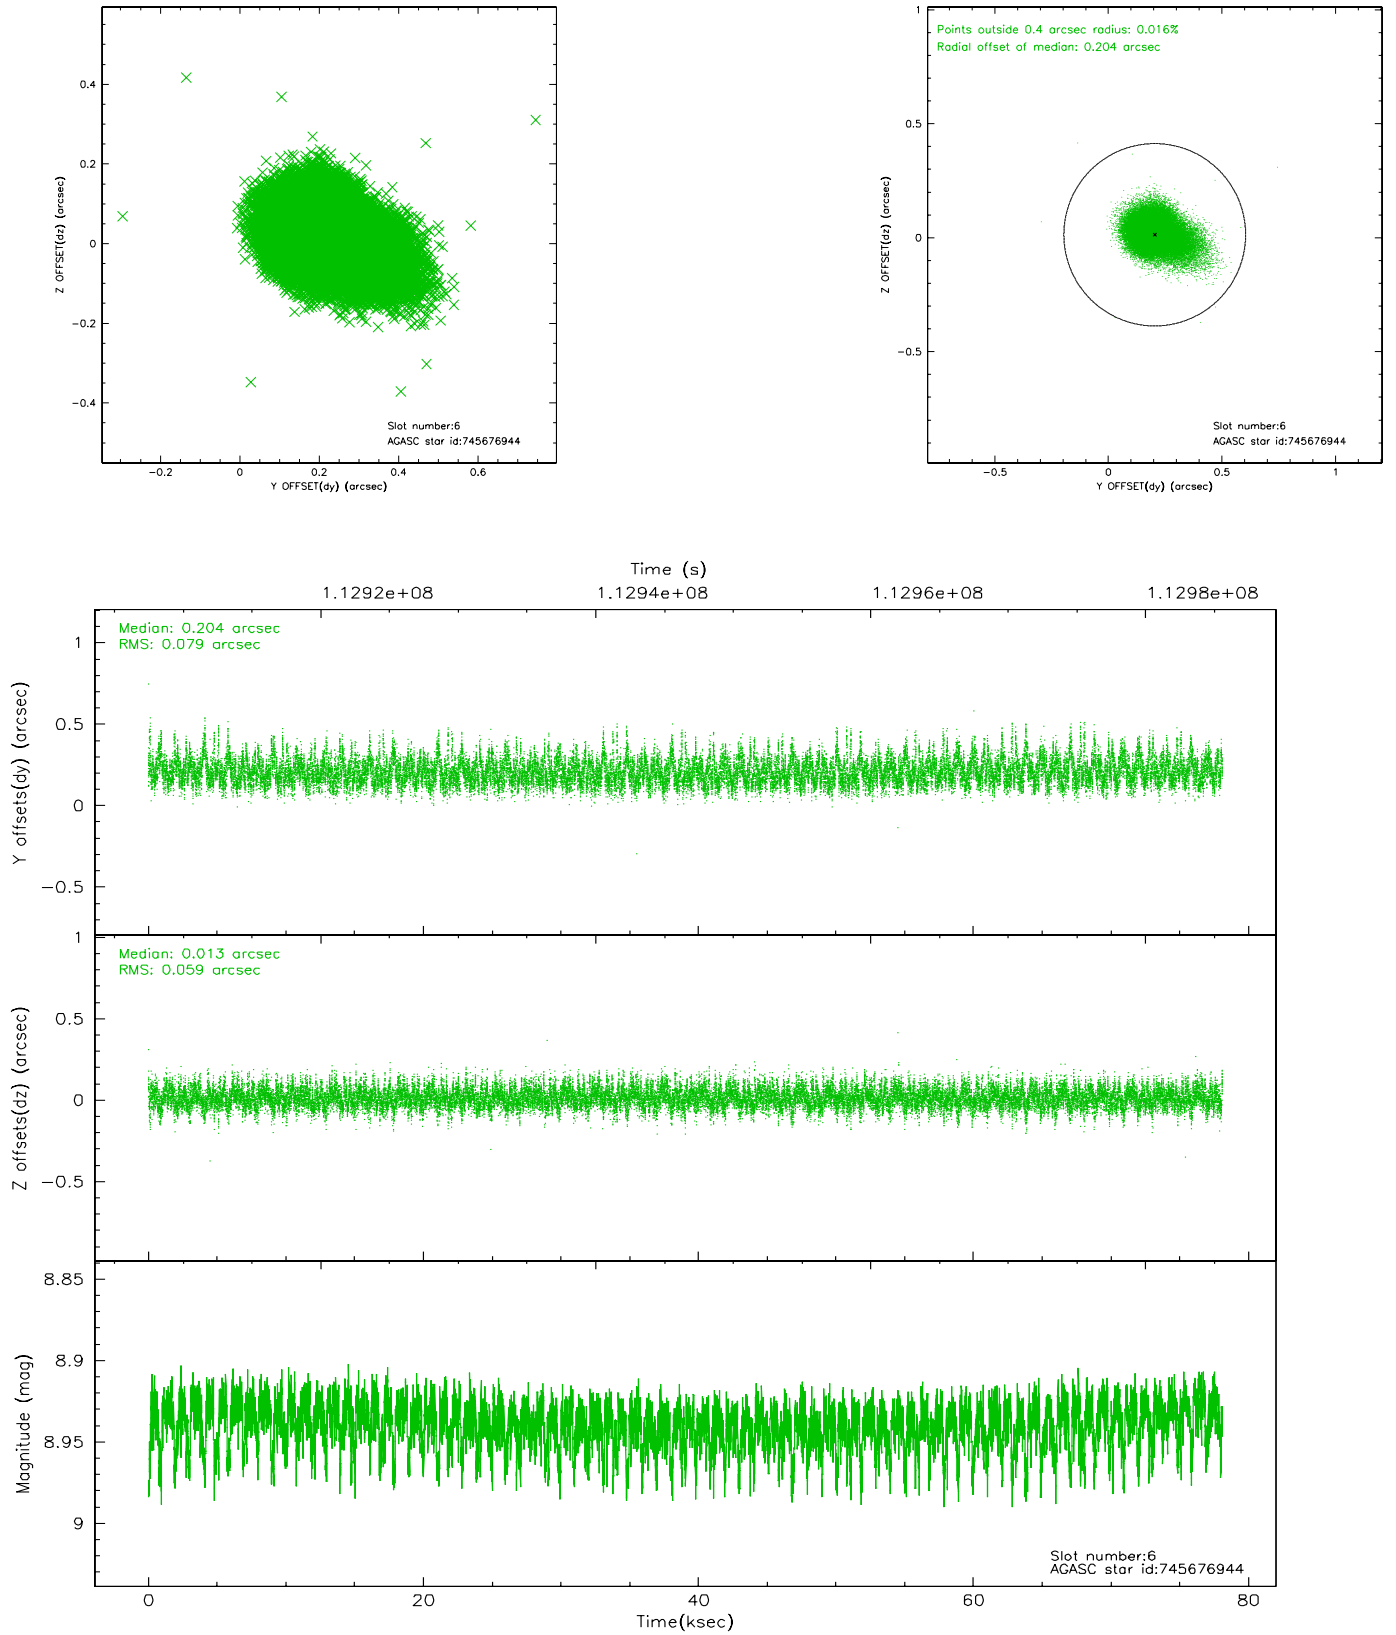 0.4
0.2
0
-0.2
-0.4
Z OFFSET(dz) (arcsec)
-0.2 0 0.2 0.4 0.6
Y OFFSET(dy) (arcsec)
Slot number:6
AGASC star id:745676944
Points outside 0.4 arcsec radius: 0.016%
Radial offset of median: 0.204 arcsec
1
0.5
0
-0.5
Z OFFSET(dz) (arcsec)
-0.5 0 0.5 1
Y OFFSET(dy) (arcsec)
Slot number:6
AGASC star id:745676944
Time (s)
1.1292e+08 1.1294e+08 1.1296e+08 1.1298e+08
Median: 0.204 arcsec
RMS: 0.079 arcsec
1
0.5
0
-0.5
Y offsets(dy) (arcsec)
Median: 0.013 arcsec
RMS: 0.059 arcsec
1
0.5
0
-0.5
Z offsets(dz) (arcsec)
8.85
8.9
8.95
9
Magnitude (mag)
Slot number:6
AGASC star id:745676944
0 20 40 60 80
Time(ksec)